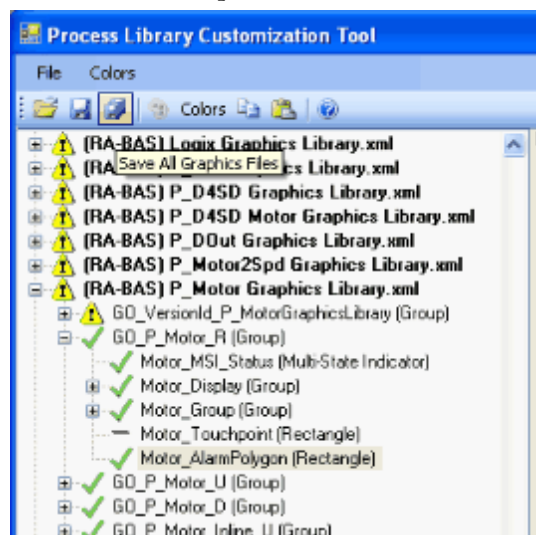 Process Library Customization Tool
File Colors
Colors
(RA-BAS) Logix Graphics Library.xml
Save All Graphics Files
(RA- cs Library.xml
(RA-BAS) P_D4SD Graphics Library.xml
(RA-BAS) P_D4SD Motor Graphics Library.xml
(RA-BAS) P_DOut Graphics Library.xml
(RA-BAS) P_Motor2Spd Graphics Library.xml
(RA-BAS) P_Motor Graphics Library.xml
GO_VersionId_P_MotorGraphicsLibrary (Group)
GO_P_Motor_R (Group)
Motor_MSI_Status (Multi-State Indicator)
Motor_Display (Group)
Motor_Group (Group)
Motor_Touchpoint (Rectangle)
Motor_AlarmPolygon (Rectangle)
GO_P_Motor_U (Group)
GO_P_Motor_D (Group)
GO_P_Motor_Inline_U (Group)